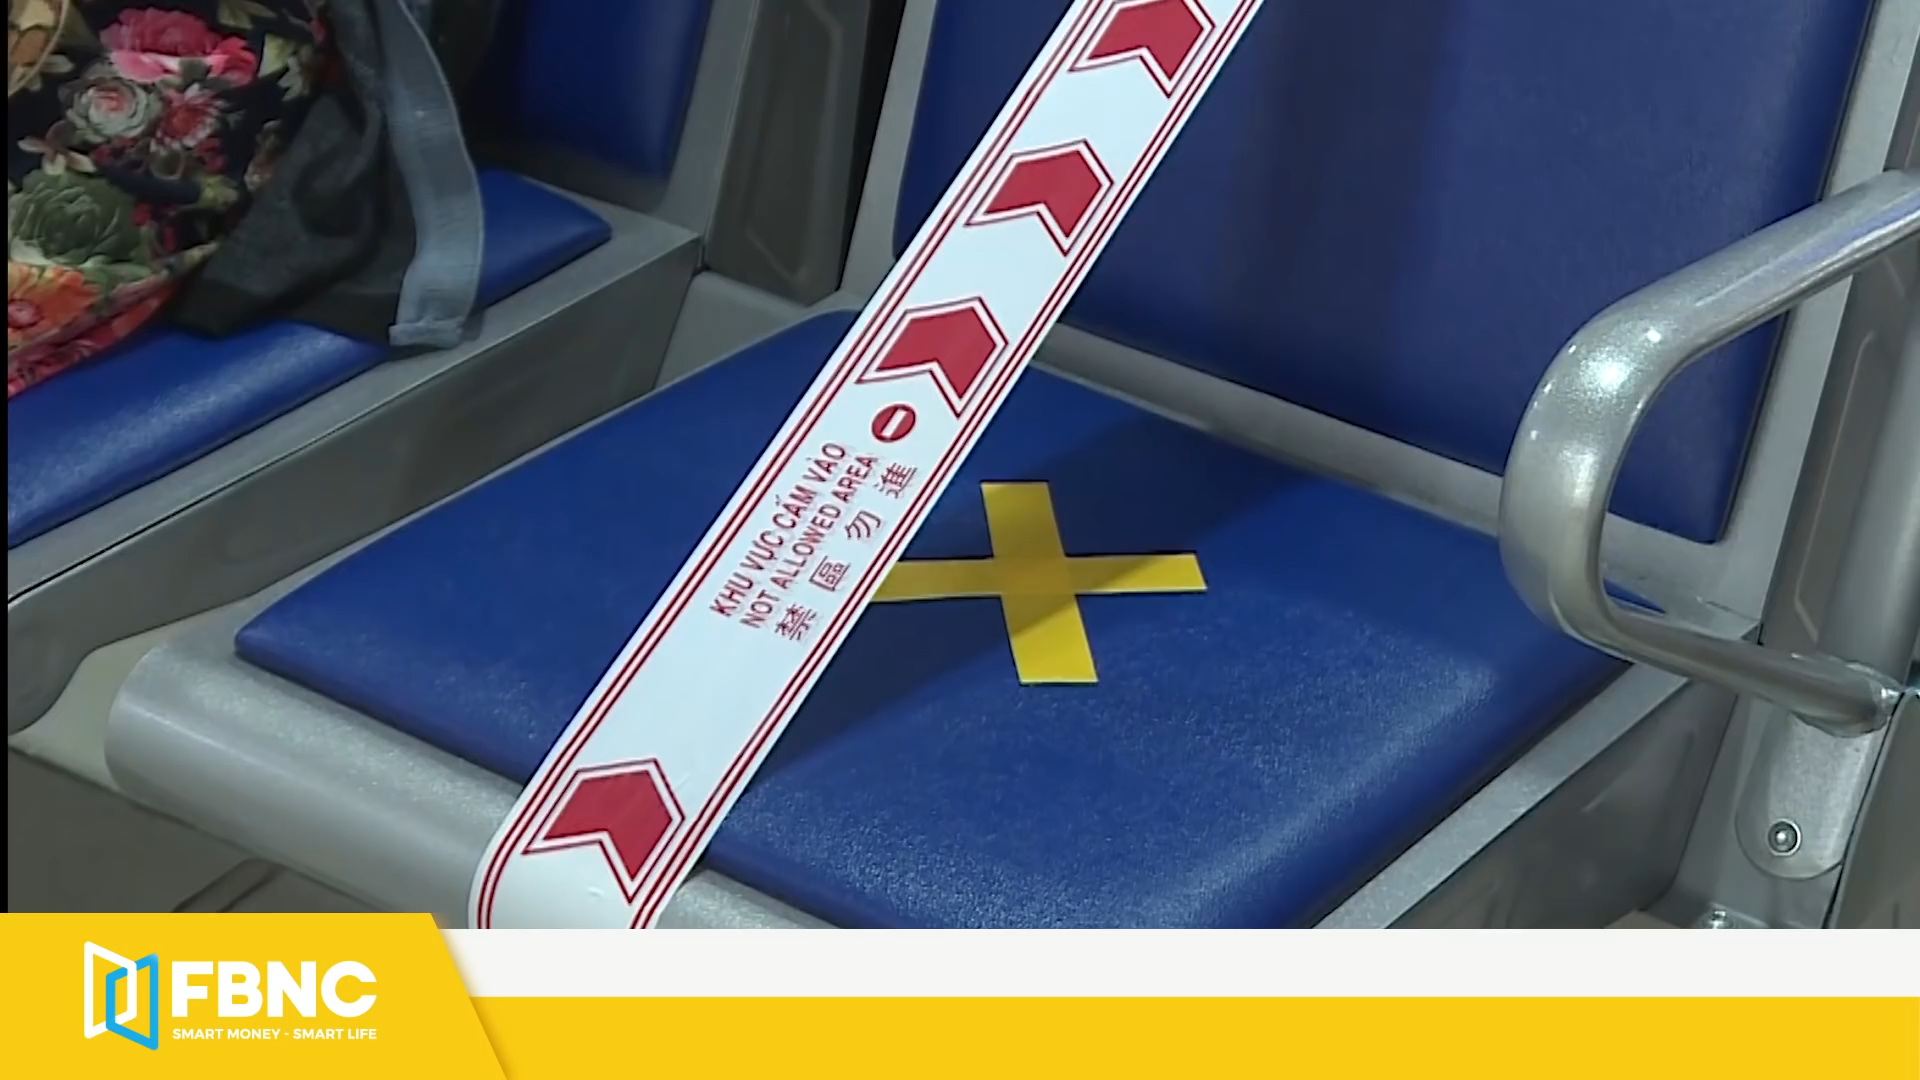 KHU VỰC CẤM VÀO
NOT ALLOWED AREA
禁區勿進
FBNC
SMART MONEY - SMART LIFE